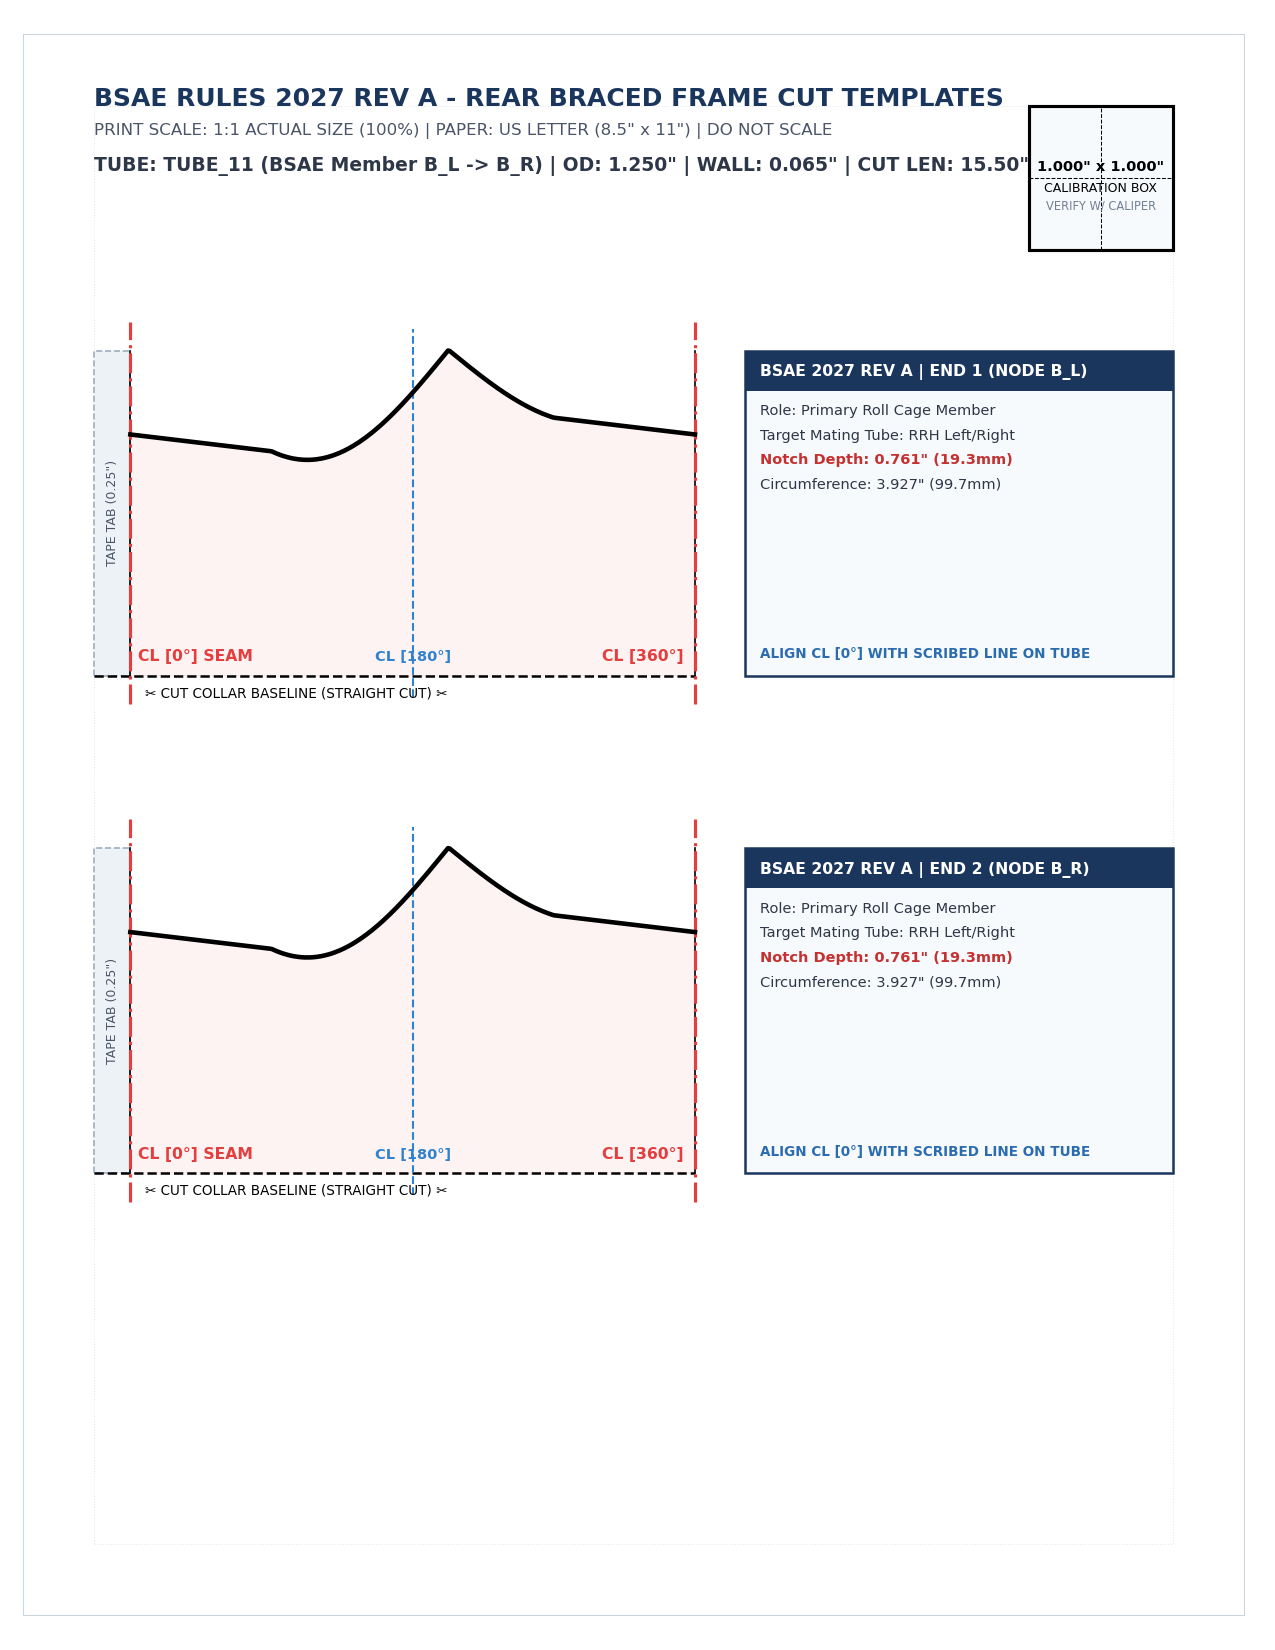 BSAE RULES 2027 REV A - REAR BRACED FRAME CUT TEMPLATES
PRINT SCALE: 1:1 ACTUAL SIZE (100%) | PAPER: US LETTER (8.5" x 11") | DO NOT SCALE
TUBE: TUBE_11 (BSAE Member B_L -> B_R) | OD: 1.250" | WALL: 0.065" | CUT LEN: 15.50"
1.000" x 1.000"
CALIBRATION BOX
VERIFY W/ CALIPER
TAPE TAB (0.25")
CL [0°] SEAM
CL [180°]
CL [360°]
✂ CUT COLLAR BASELINE (STRAIGHT CUT) ✂
BSAE 2027 REV A | END 1 (NODE B_L)
Role: Primary Roll Cage Member
Target Mating Tube: RRH Left/Right
Notch Depth: 0.761" (19.3mm)
Circumference: 3.927" (99.7mm)
ALIGN CL [0°] WITH SCRIBED LINE ON TUBE
TAPE TAB (0.25")
CL [0°] SEAM
CL [180°]
CL [360°]
✂ CUT COLLAR BASELINE (STRAIGHT CUT) ✂
BSAE 2027 REV A | END 2 (NODE B_R)
Role: Primary Roll Cage Member
Target Mating Tube: RRH Left/Right
Notch Depth: 0.761" (19.3mm)
Circumference: 3.927" (99.7mm)
ALIGN CL [0°] WITH SCRIBED LINE ON TUBE